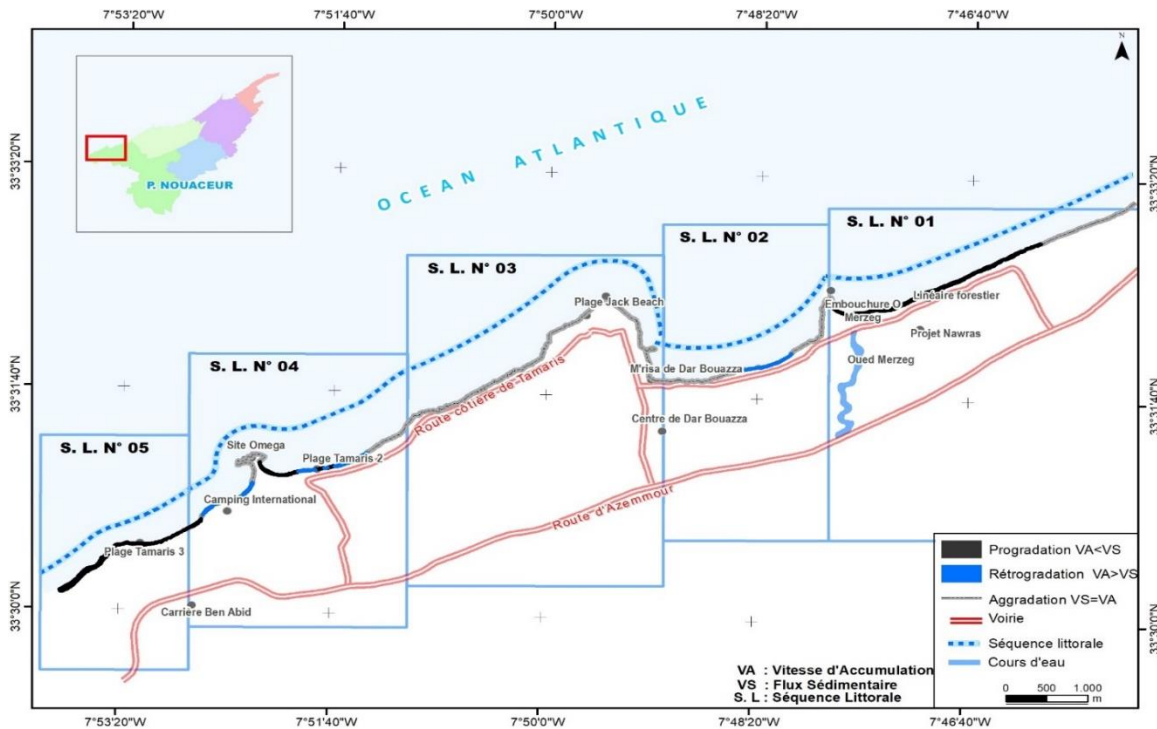 7°53'20"W 7°51'40"W 7°50'0"W 7°48'20"W 7°46'40"W
N
33°33'20"N
33°33'20"N
P. NOUACEUR
OCEAN ATLANTIQUE
S. L. N° 01
S. L. N° 02
S. L. N° 03
S. L. N° 04
S. L. N° 05
Plage Jack Beach
Embouchure O.
Merzeg
Linéaire forestier
Projet Nawras
Oued Merzeg
M'risa de Dar Bouazza
Centre de Dar Bouazza
33°31'40"N
33°31'40"N
Route côtière de Tamaris
Site Omega
Plage Tamaris 2
Camping International
Plage Tamaris 3
Route d'Azemmour
Carrière Ben Abid
33°30'0"N
33°30'0"N
Progradation VA<VS
Rétrogradation VA>VS
Aggradation VS=VA
Voirie
Séquence littorale
Cours d'eau
0 500 1.000
m
VA : Vitesse d'Accumulation
VS : Flux Sédimentaire
S. L : Séquence Littorale
7°53'20"W 7°51'40"W 7°50'0"W 7°48'20"W 7°46'40"W